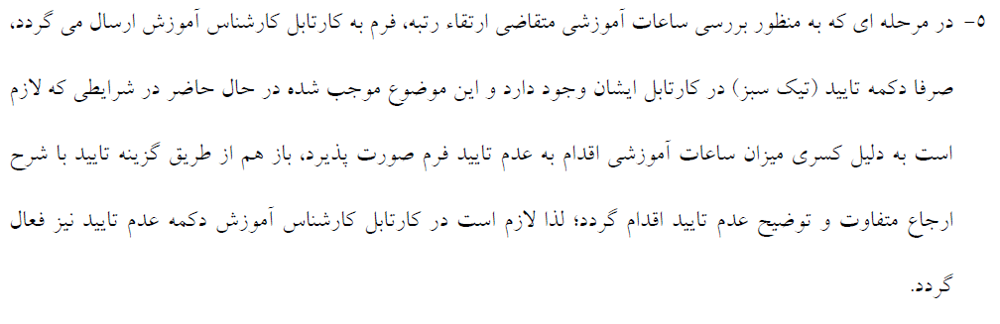 ۵- در مرحله ای که به منظور بررسی ساعات آموزشی متقاضی ارتقاء رتبه، فرم به کارتابل کارشناس آموزش ارسال می گردد،
صرفا دکمه تایید (تیک سبز) در کارتابل ایشان وجود دارد و این موضوع موجب شده در حال حاضر در شرایطی که لازم
است به دلیل کسری میزان ساعات آموزشی اقدام به عدم تایید فرم صورت پذیرد، باز هم از طریق گزینه تایید با شرح
ارجاع متفاوت و توضیح عدم تایید اقدام گردد؛ لذا لازم است در کارتابل کارشناس آموزش دکمه عدم تایید نیز فعال
گردد.